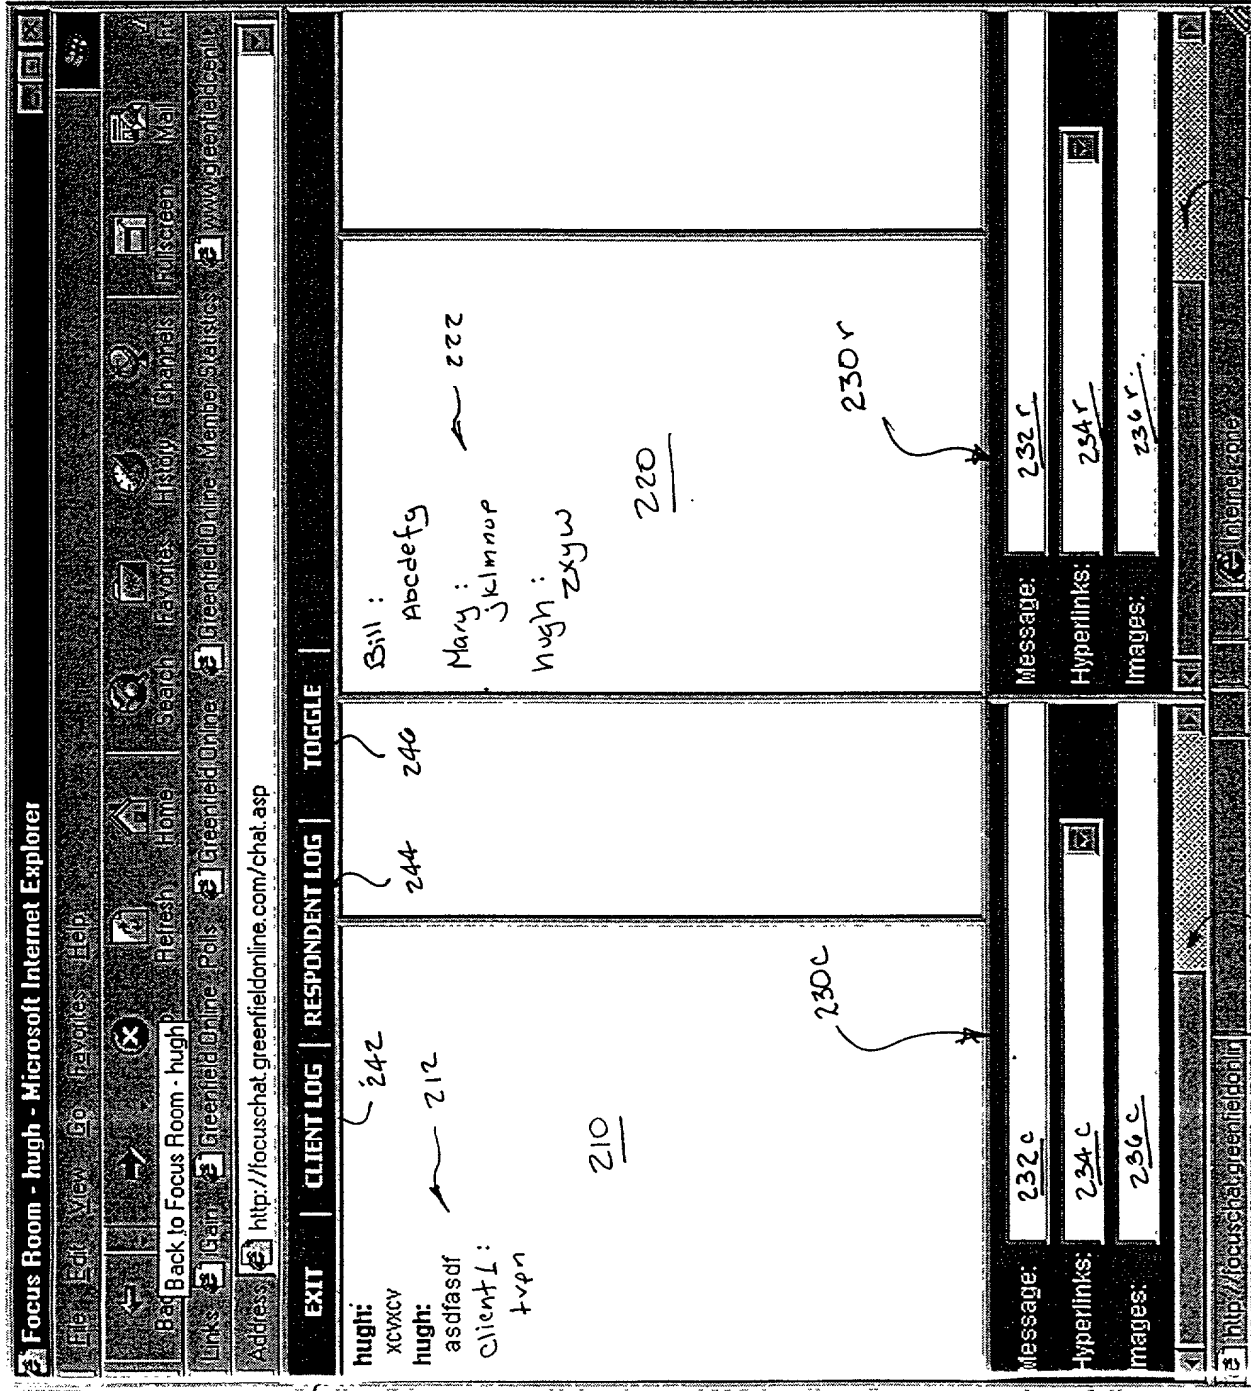 Focus Room - hugh - Microsoft Internet Explorer
File Edit View Go Favorites Help
Refresh Home Search Favorites History Channels Fullscreen Mail
Back to Focus Room - hugh
Links Gain Greenfield Online - Polls Greenfield Online Greenfield Online - Member Statistics www.greenfieldcent
Address http://focuschat.greenfieldonline.com/chat.asp
EXIT | CLIENT LOG | RESPONDENT LOG | TOGGLE |
242 244 246
hugh:
xcvxcv
hugh:
asdfasdf
Client 1:
tvpn
212
210
230c
Bill:
Abcdefg
Mary:
jklmnop
hugh:
zxyw
222
220
230r
Message: 232c
Hyperlinks: 234c
Images: 236c
Message: 232r
Hyperlinks: 234r
Images: 236r
http://focuschat.greenfieldonlin
Internet zone